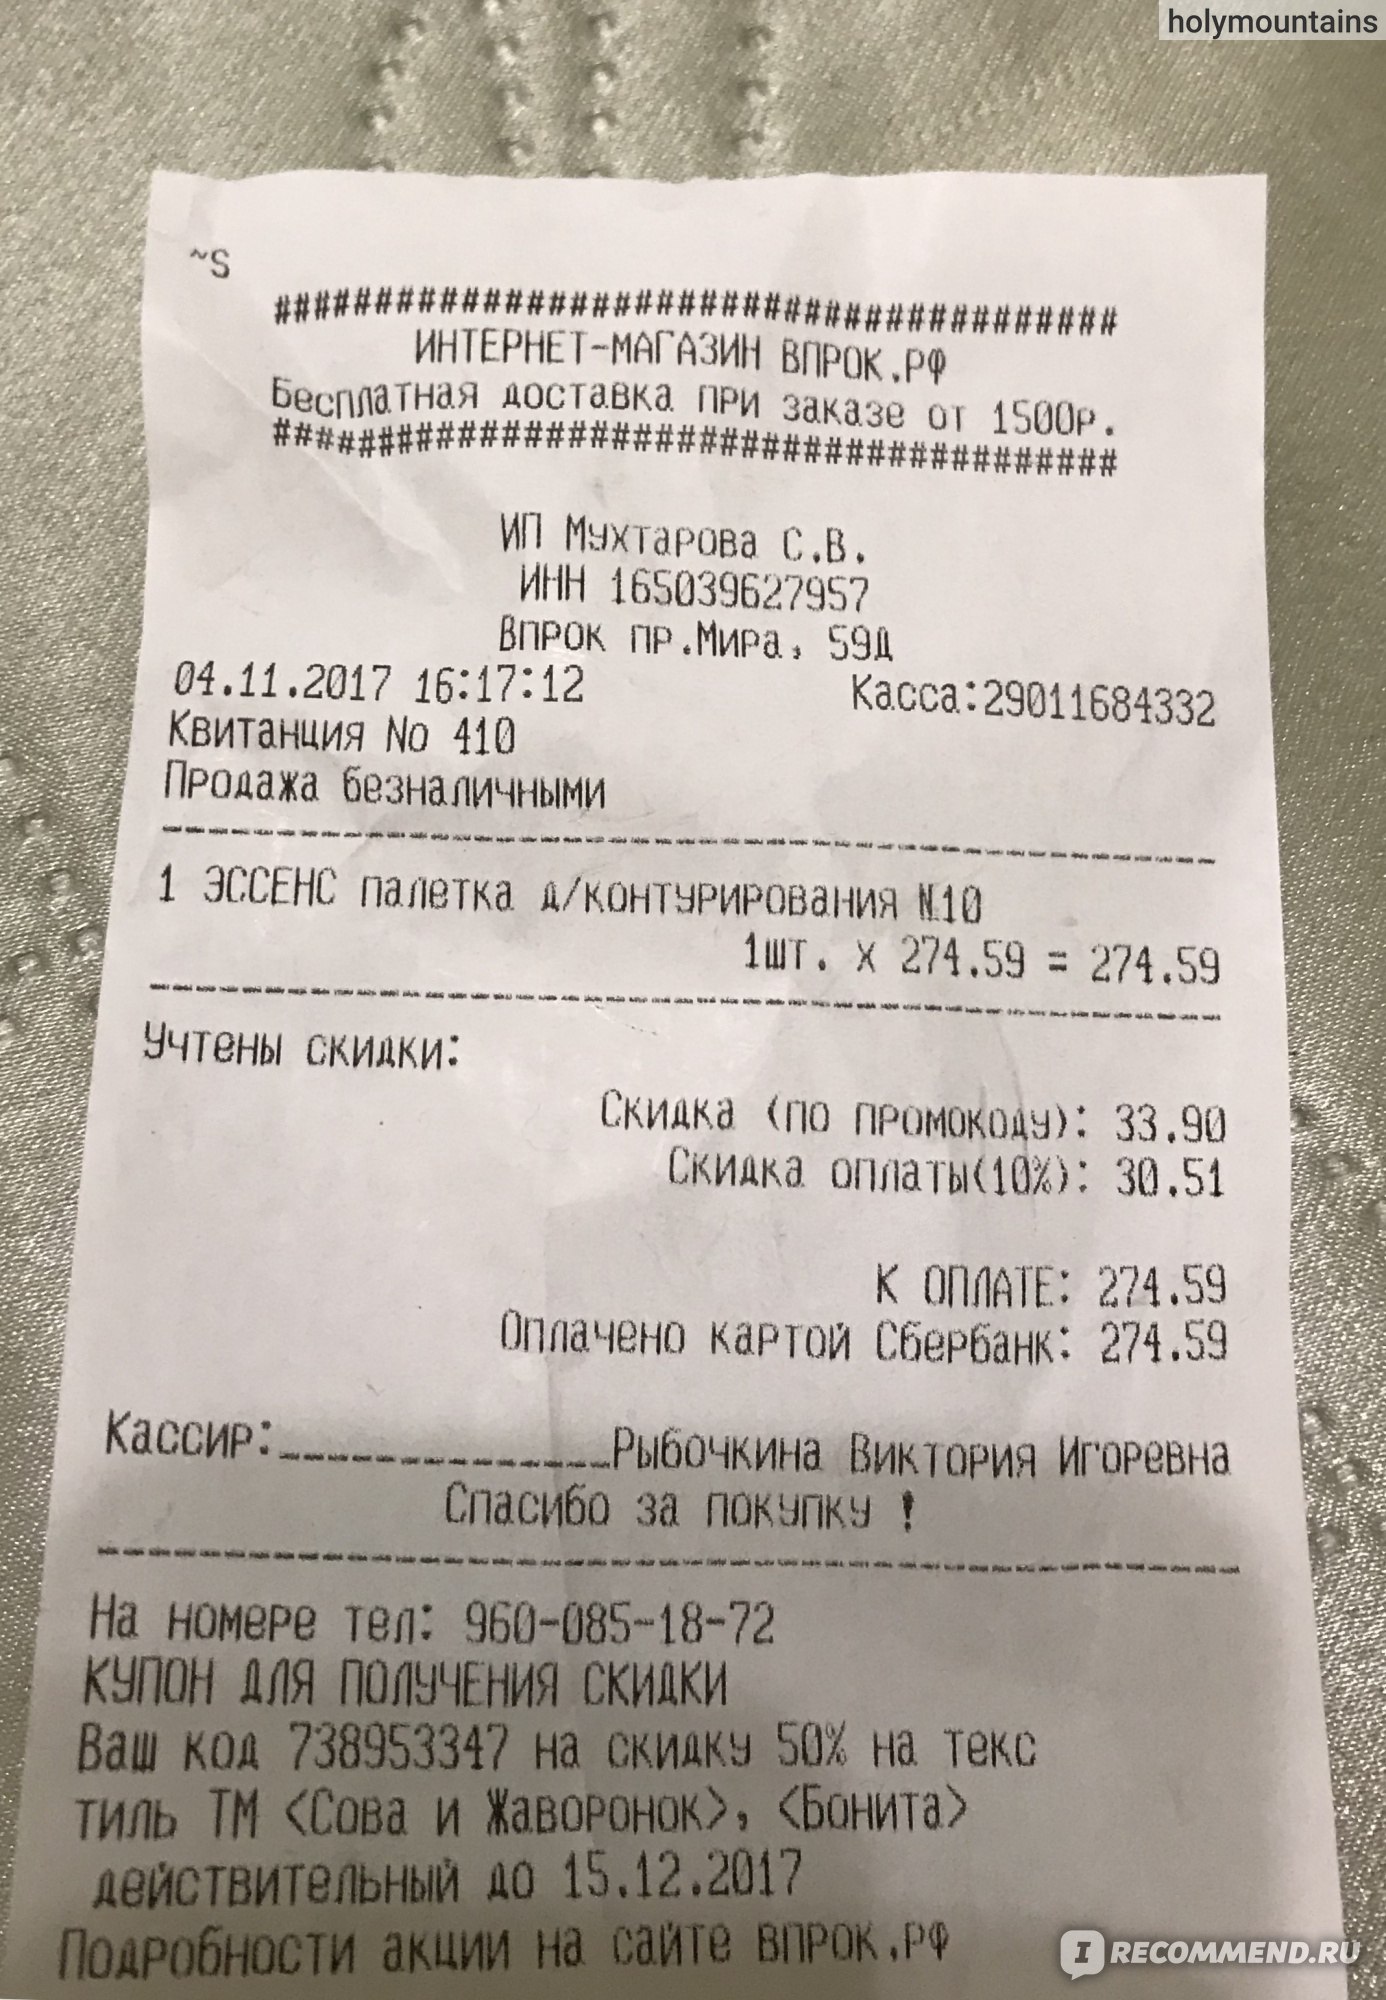 holymountains
~S
#######################################
ИНТЕРНЕТ-МАГАЗИН ВПРОК.РФ
Бесплатная доставка при заказе от 1500р.
#######################################
ИП Мухтарова С.В.
ИНН 165039627957
Впрок пр.Мира, 59Д
04.11.2017 16:17:12 Касса:29011684332
Квитанция No 410
Продажа безналичными
1 ЭССЕНС палетка д/контурирования №10
1шт. X 274.59 = 274.59
Учтены скидки:
Скидка (по промокоду): 33.90
Скидка оплаты(10%): 30.51
К ОПЛАТЕ: 274.59
Оплачено картой Сбербанк: 274.59
Кассир:_______________Рыбочкина Виктория Игоревна
Спасибо за покупку !
На номере тел: 960-085-18-72
КУПОН ДЛЯ ПОЛУЧЕНИЯ СКИДКИ
Ваш код 738953347 на скидку 50% на текс
тиль ТМ <Сова и Жаворонок>, <Бонита>
действительный до 15.12.2017
Подробности акции на сайте впрок.рф
I RECOMMEND.RU